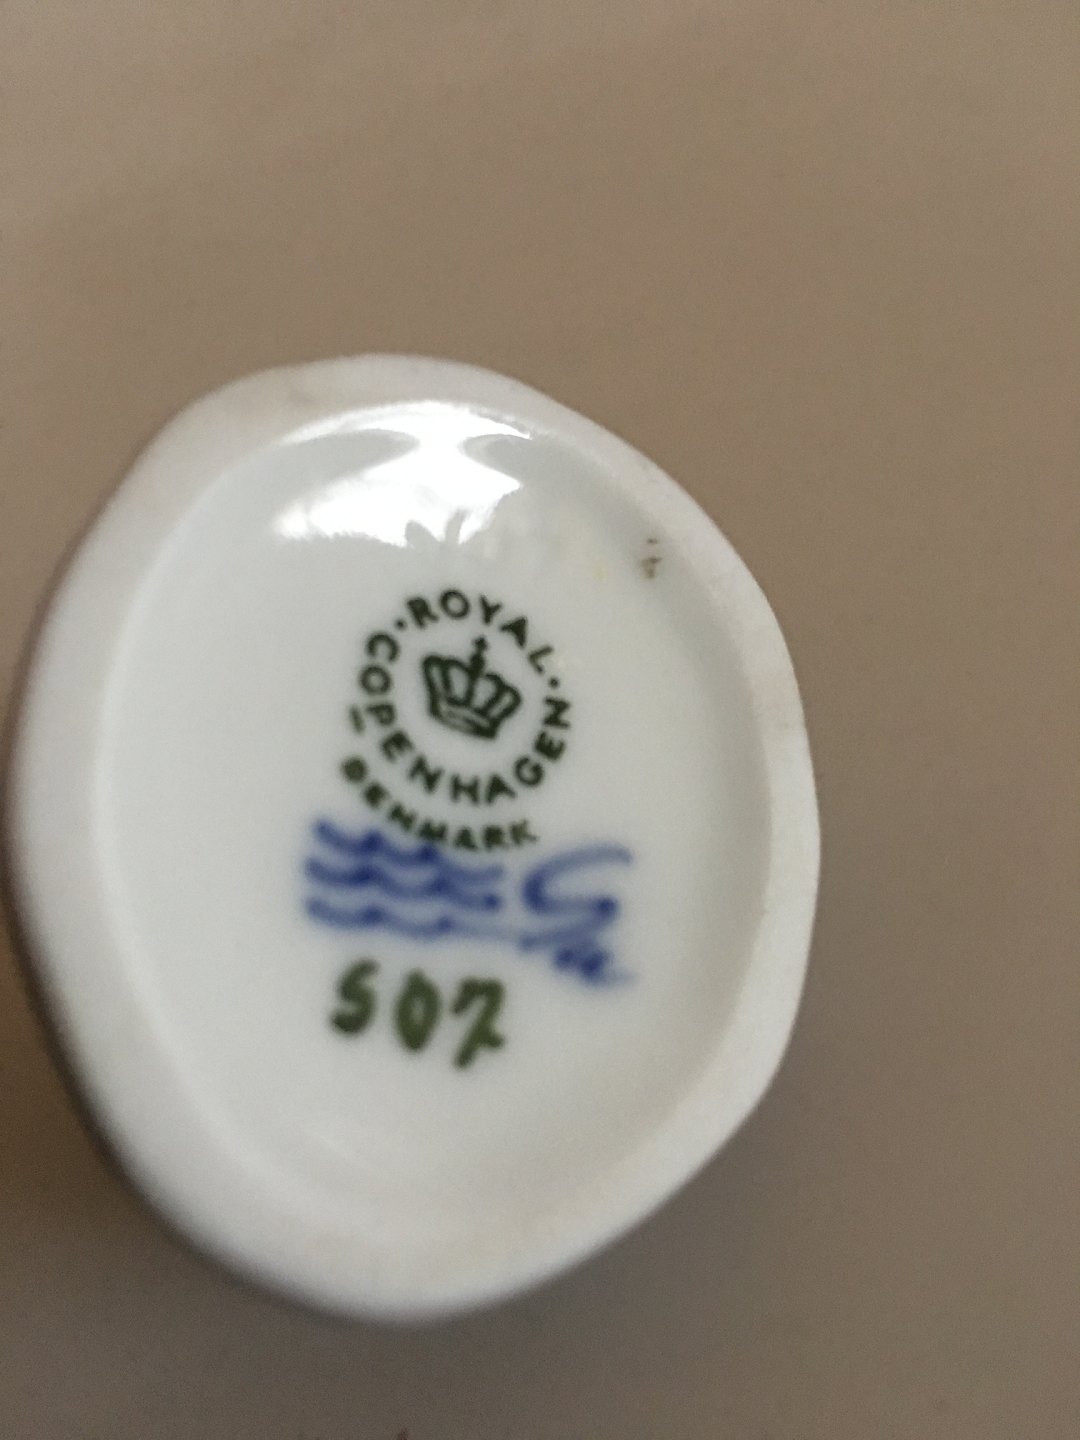 ROYAL · COPENHAGEN ·
DENMARK
507